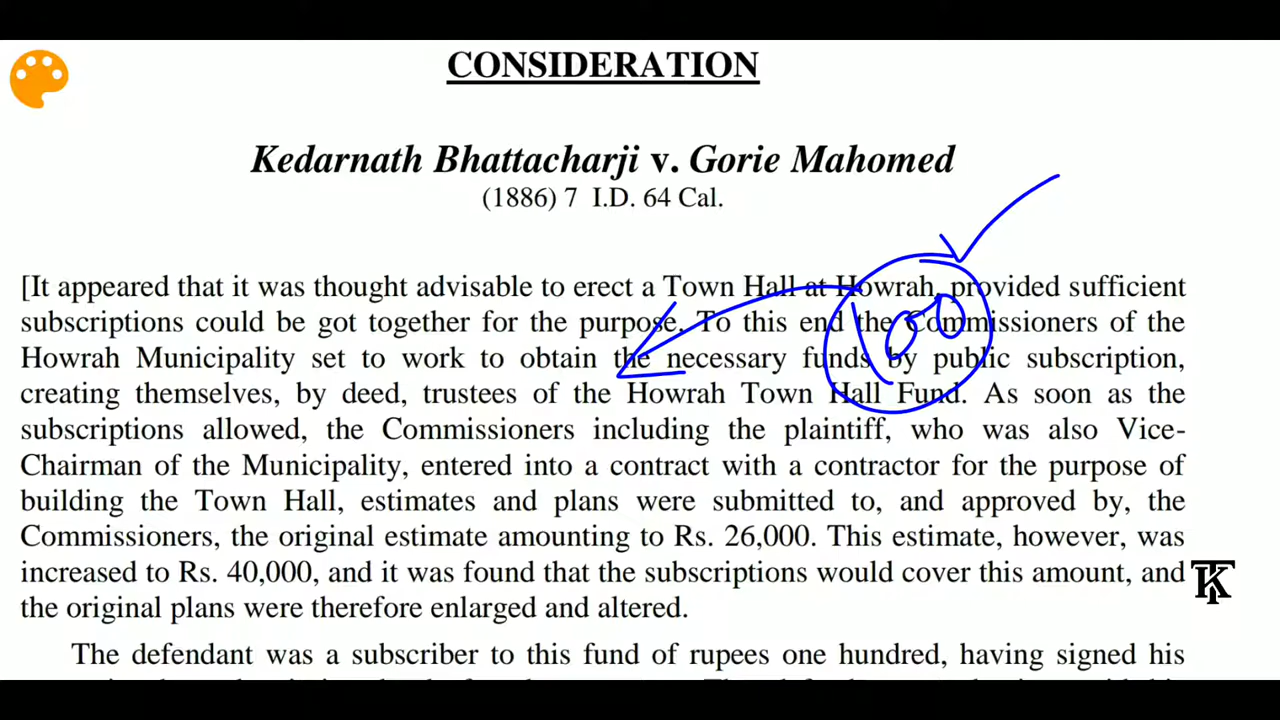 CONSIDERATION
Kedarnath Bhattacharji v. Gorie Mahomed
(1886) 7 I.D. 64 Cal.
[It appeared that it was thought advisable to erect a Town Hall at Howrah, provided sufficient
subscriptions could be got together for the purpose. To this end the Commissioners of the
Howrah Municipality set to work to obtain the necessary funds by public subscription,
creating themselves, by deed, trustees of the Howrah Town Hall Fund. As soon as the
subscriptions allowed, the Commissioners including the plaintiff, who was also Vice-
Chairman of the Municipality, entered into a contract with a contractor for the purpose of
building the Town Hall, estimates and plans were submitted to, and approved by, the
Commissioners, the original estimate amounting to Rs. 26,000. This estimate, however, was
increased to Rs. 40,000, and it was found that the subscriptions would cover this amount, and
the original plans were therefore enlarged and altered.
The defendant was a subscriber to this fund of rupees one hundred, having signed his
100